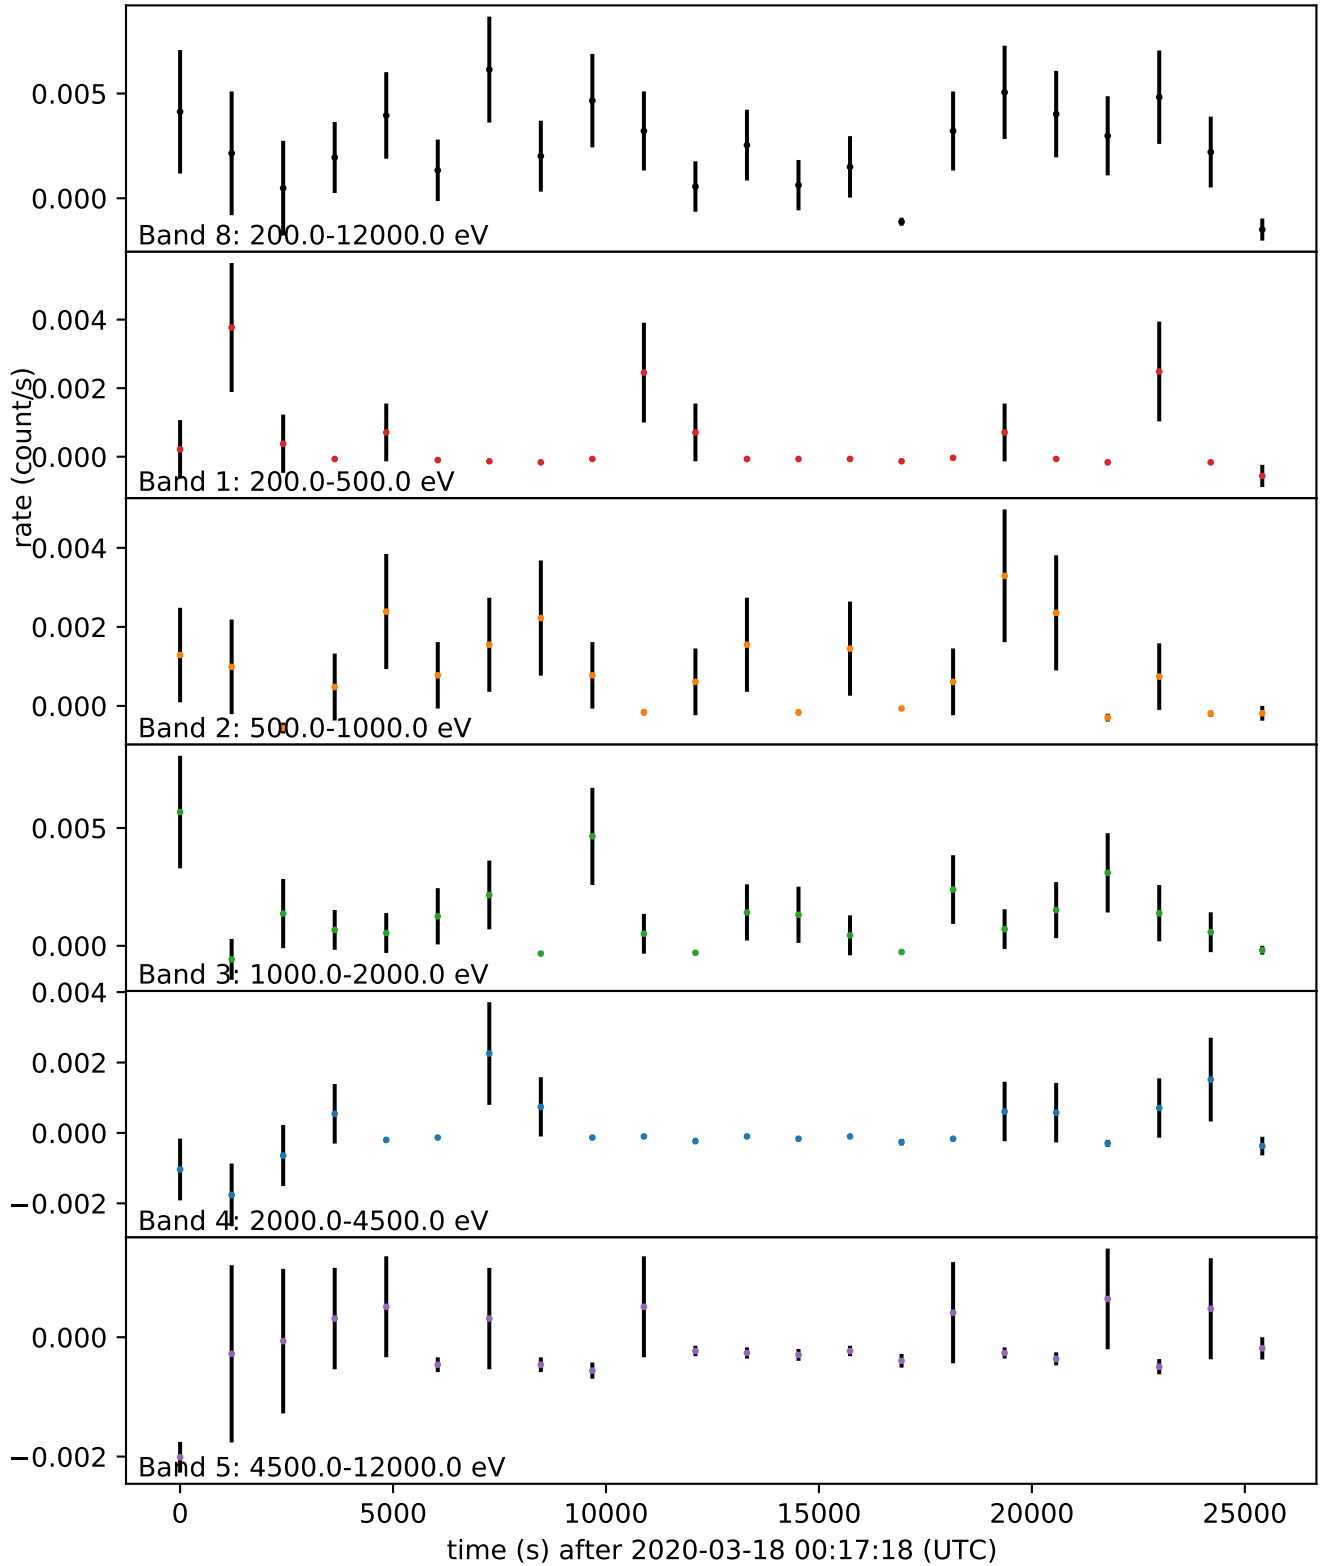 0.005
0.000
Band 8: 200.0-12000.0 eV
0.004
0.002
0.000
Band 1: 200.0-500.0 eV
rate (count/s)
0.004
0.002
0.000
Band 2: 500.0-1000.0 eV
0.005
0.000
Band 3: 1000.0-2000.0 eV
0.004
0.002
0.000
−0.002
Band 4: 2000.0-4500.0 eV
0.000
−0.002
Band 5: 4500.0-12000.0 eV
0 5000 10000 15000 20000 25000
time (s) after 2020-03-18 00:17:18 (UTC)